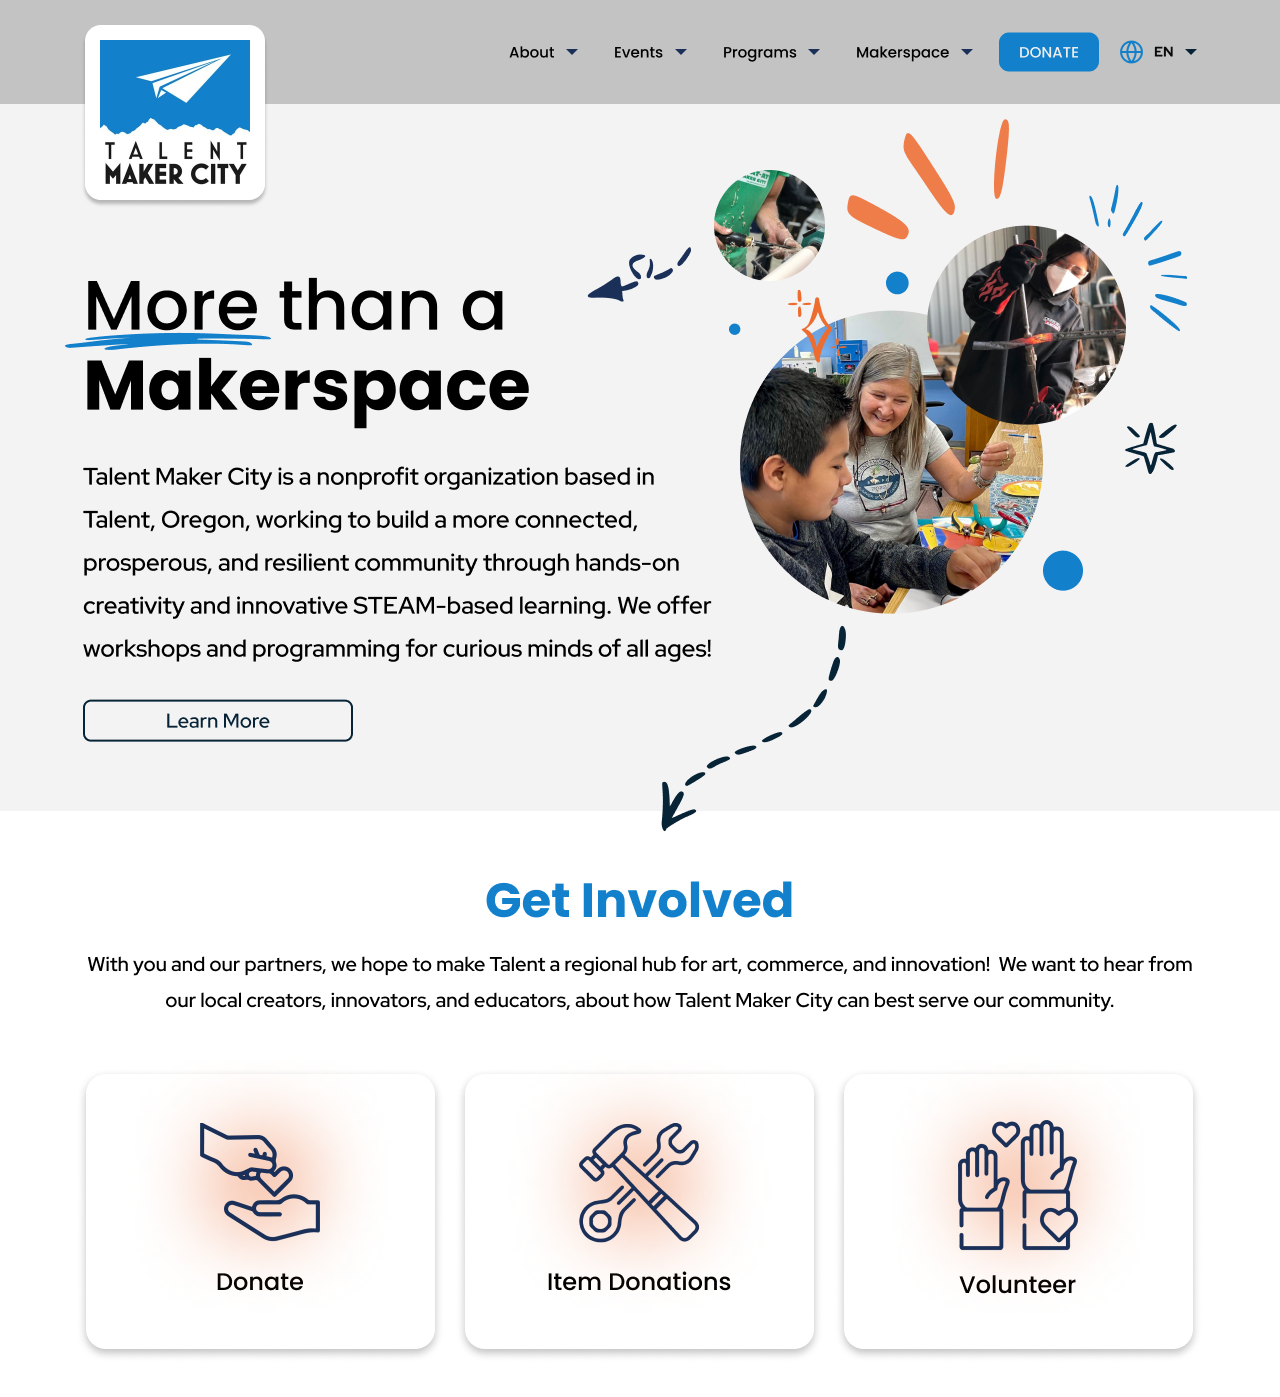 About
Events
Programs
Makerspace
DONATE
EN
TALENT
MAKER CITY
More than a
Makerspace
Talent Maker City is a nonprofit organization based in
Talent, Oregon, working to build a more connected,
prosperous, and resilient community through hands-on
creativity and innovative STEAM-based learning. We offer
workshops and programming for curious minds of all ages!
Learn More
Get Involved
With you and our partners, we hope to make Talent a regional hub for art, commerce, and innovation! We want to hear from
our local creators, innovators, and educators, about how Talent Maker City can best serve our community.
Donate
Item Donations
Volunteer